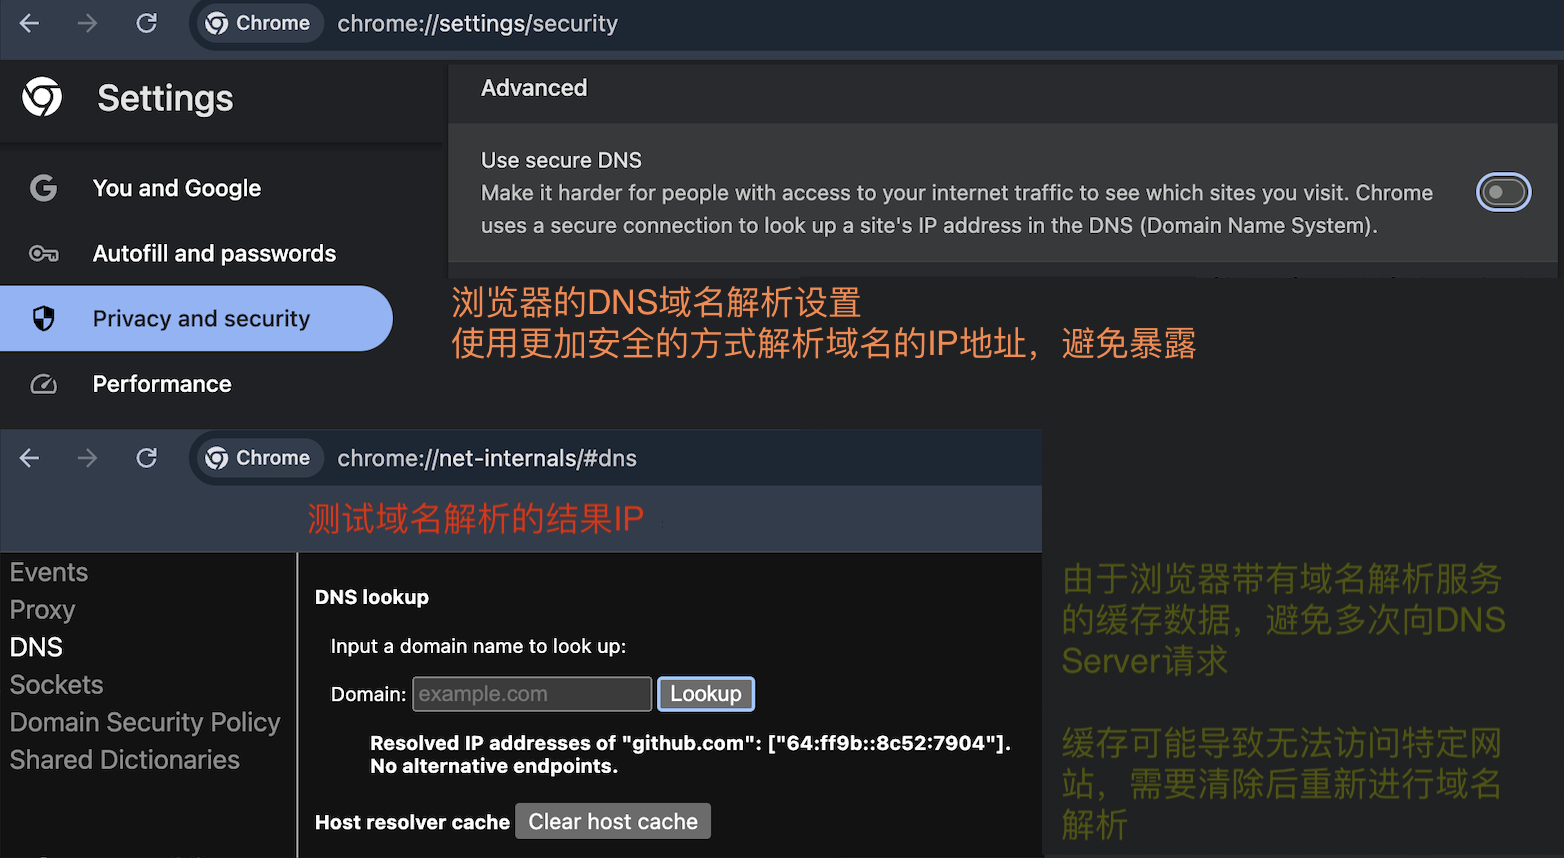 Chrome
chrome://settings/security
Settings
You and Google
Autofill and passwords
Privacy and security
Performance
Advanced
Use secure DNS
Make it harder for people with access to your internet traffic to see which sites you visit. Chrome
uses a secure connection to look up a site's IP address in the DNS (Domain Name System).
浏览器的DNS域名解析设置
使用更加安全的方式解析域名的IP地址，避免暴露
Chrome
chrome://net-internals/#dns
测试域名解析的结果IP
Events
Proxy
DNS
Sockets
Domain Security Policy
Shared Dictionaries
DNS lookup
Input a domain name to look up:
Domain: example.com Lookup
Resolved IP addresses of "github.com": ["64:ff9b::8c52:7904"].
No alternative endpoints.
Host resolver cache Clear host cache
由于浏览器带有域名解析服务
的缓存数据，避免多次向DNS
Server请求
缓存可能导致无法访问特定网
站，需要清除后重新进行域名
解析